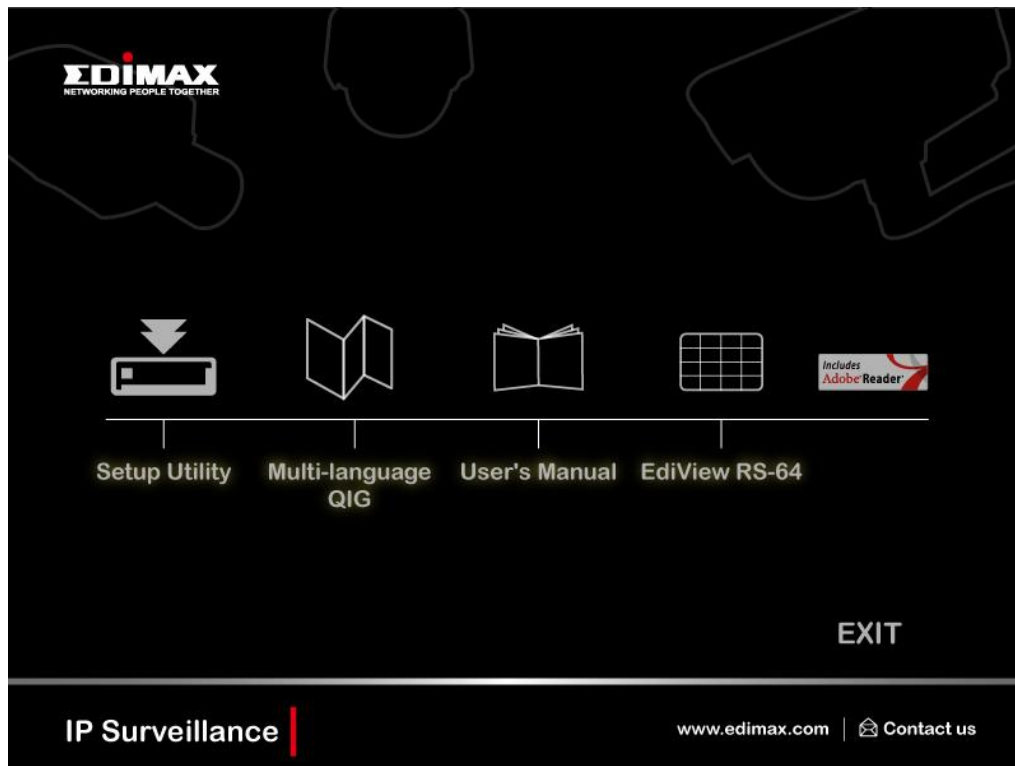 EDIMAX
NETWORKING PEOPLE TOGETHER
Includes
Adobe Reader
Setup Utility
Multi-language
QIG
User's Manual
EdiView RS-64
EXIT
IP Surveillance
www.edimax.com
Contact us